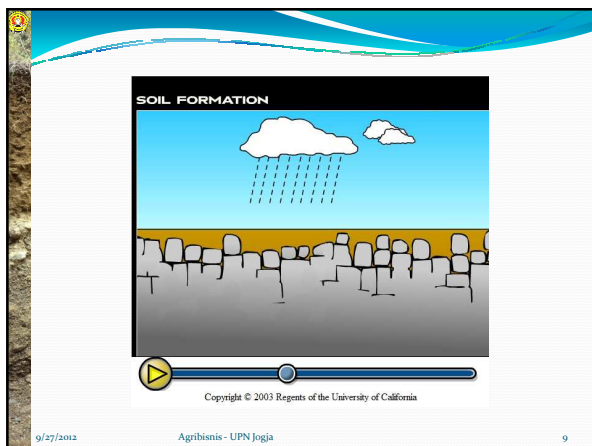 SOIL FORMATION
Copyright © 2003 Regents of the University of California
9/27/2012 Agribisnis - UPN Jogja 9